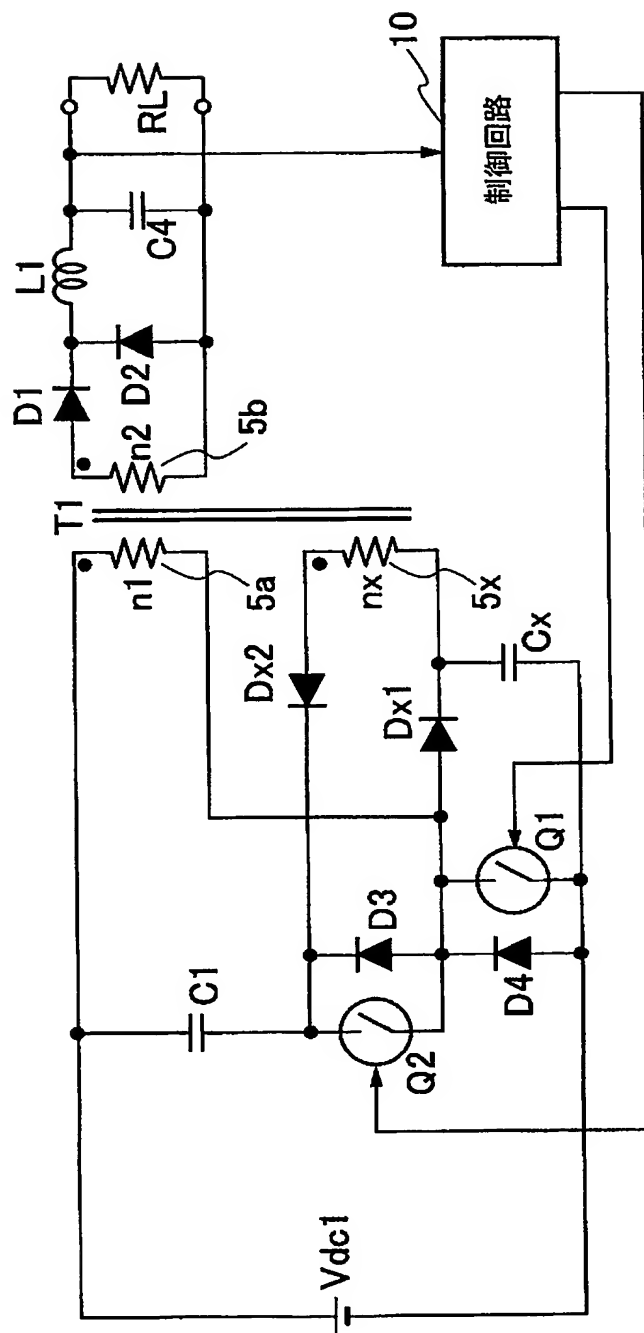 Vdc1
C1
Q2
D3
D4
Q1
Dx2
Dx1
Cx
T1
n1
5a
nx
5x
n2
5b
D1
D2
L1
C4
RL
10
制御回路